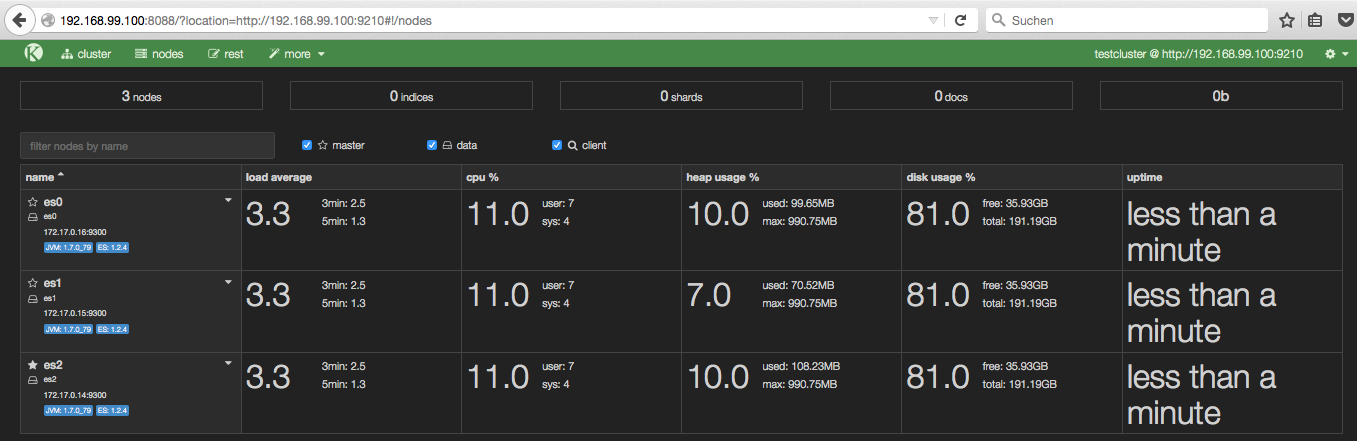 192.168.99.100:8088/?location=http://192.168.99.100:9210#!/nodes
Suchen
K cluster nodes rest more testcluster @ http://192.168.99.100:9210
3 nodes 0 indices 0 shards 0 docs 0b
filter nodes by name master data client
name load average cpu % heap usage % disk usage % uptime
es0
es0
172.17.0.16:9300
JVM: 1.7.0_79 ES: 1.2.4
3.3
3min: 2.5
5min: 1.3
11.0
user: 7
sys: 4
10.0
used: 99.65MB
max: 990.75MB
81.0
free: 35.93GB
total: 191.19GB
less than a
minute
es1
es1
172.17.0.15:9300
JVM: 1.7.0_79 ES: 1.2.4
3.3
3min: 2.5
5min: 1.3
11.0
user: 7
sys: 4
7.0
used: 70.52MB
max: 990.75MB
81.0
free: 35.93GB
total: 191.19GB
less than a
minute
es2
es2
172.17.0.14:9300
JVM: 1.7.0_79 ES: 1.2.4
3.3
3min: 2.5
5min: 1.3
11.0
user: 7
sys: 4
10.0
used: 108.23MB
max: 990.75MB
81.0
free: 35.93GB
total: 191.19GB
less than a
minute